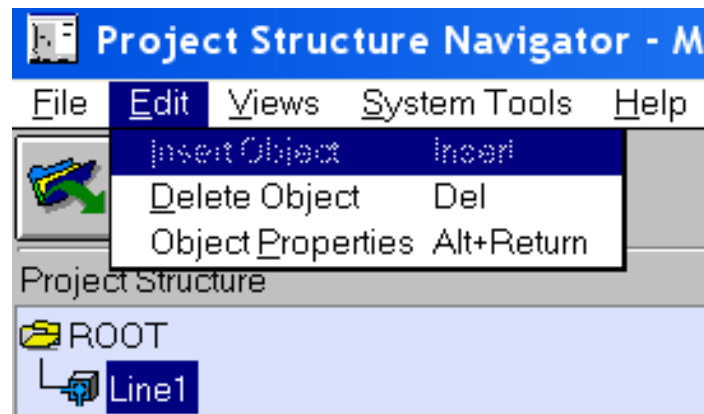 Project Structure Navigator - M
File Edit Views System Tools Help
Insert Object Insert
Delete Object Del
Object Properties Alt+Return
Project Structure
ROOT
Line1